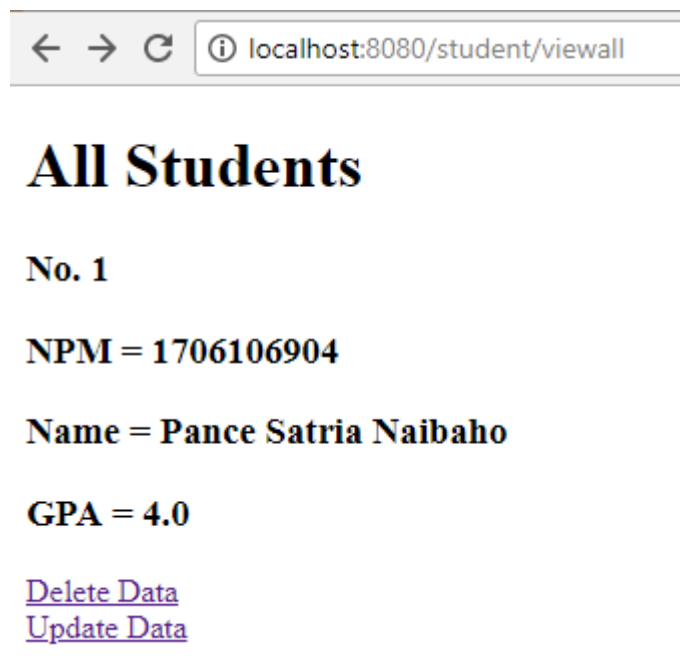 localhost:8080/student/viewall
All Students
No. 1
NPM = 1706106904
Name = Pance Satria Naibaho
GPA = 4.0
Delete Data
Update Data